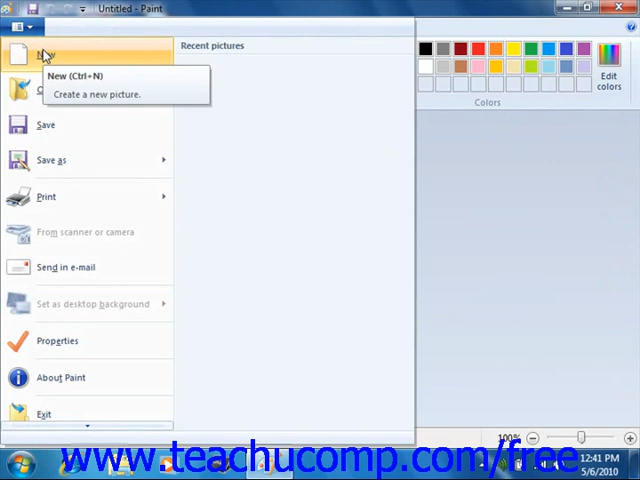 Untitled - Paint
New
Recent pictures
New (Ctrl+N)
Create a new picture.
Edit
colors
Colors
Save
Save as
Print
From scanner or camera
Send in e-mail
Set as desktop background
Properties
About Paint
Exit
100%
www.teachucomp.com/free
12:41 PM
5/6/2010